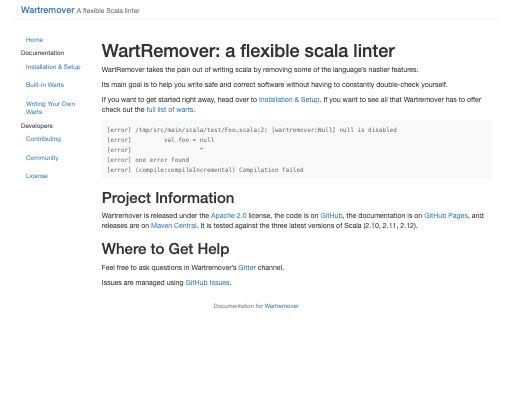 Wartremover A flexible Scala linter
Home
Documentation
Installation & Setup
Built-in Warts
Writing Your Own
Warts
Developers
Contributing
Community
License
WartRemover: a flexible scala linter
WartRemover takes the pain out of writing scala by removing some of the language's nastier features.
Its main goal is to help you write safe and correct software without having to constantly double-check yourself.
If you want to get started right away, head over to Installation & Setup. If you want to see all that Wartremover has to offer
check out the full list of warts.
[error] /tmp/src/main/scala/test/Foo.scala:2: [wartremover:Null] null is disabled
[error]         val foo = null
[error]                   ^
[error] one error found
[error] (compile:compileIncremental) Compilation failed
Project Information
Wartremover is released under the Apache 2.0 license, the code is on GitHub, the documentation is on GitHub Pages, and
releases are on Maven Central. It is tested against the three latest versions of Scala (2.10, 2.11, 2.12).
Where to Get Help
Feel free to ask questions in Wartremover's Gitter channel.
Issues are managed using GitHub Issues.
Documentation for Wartremover